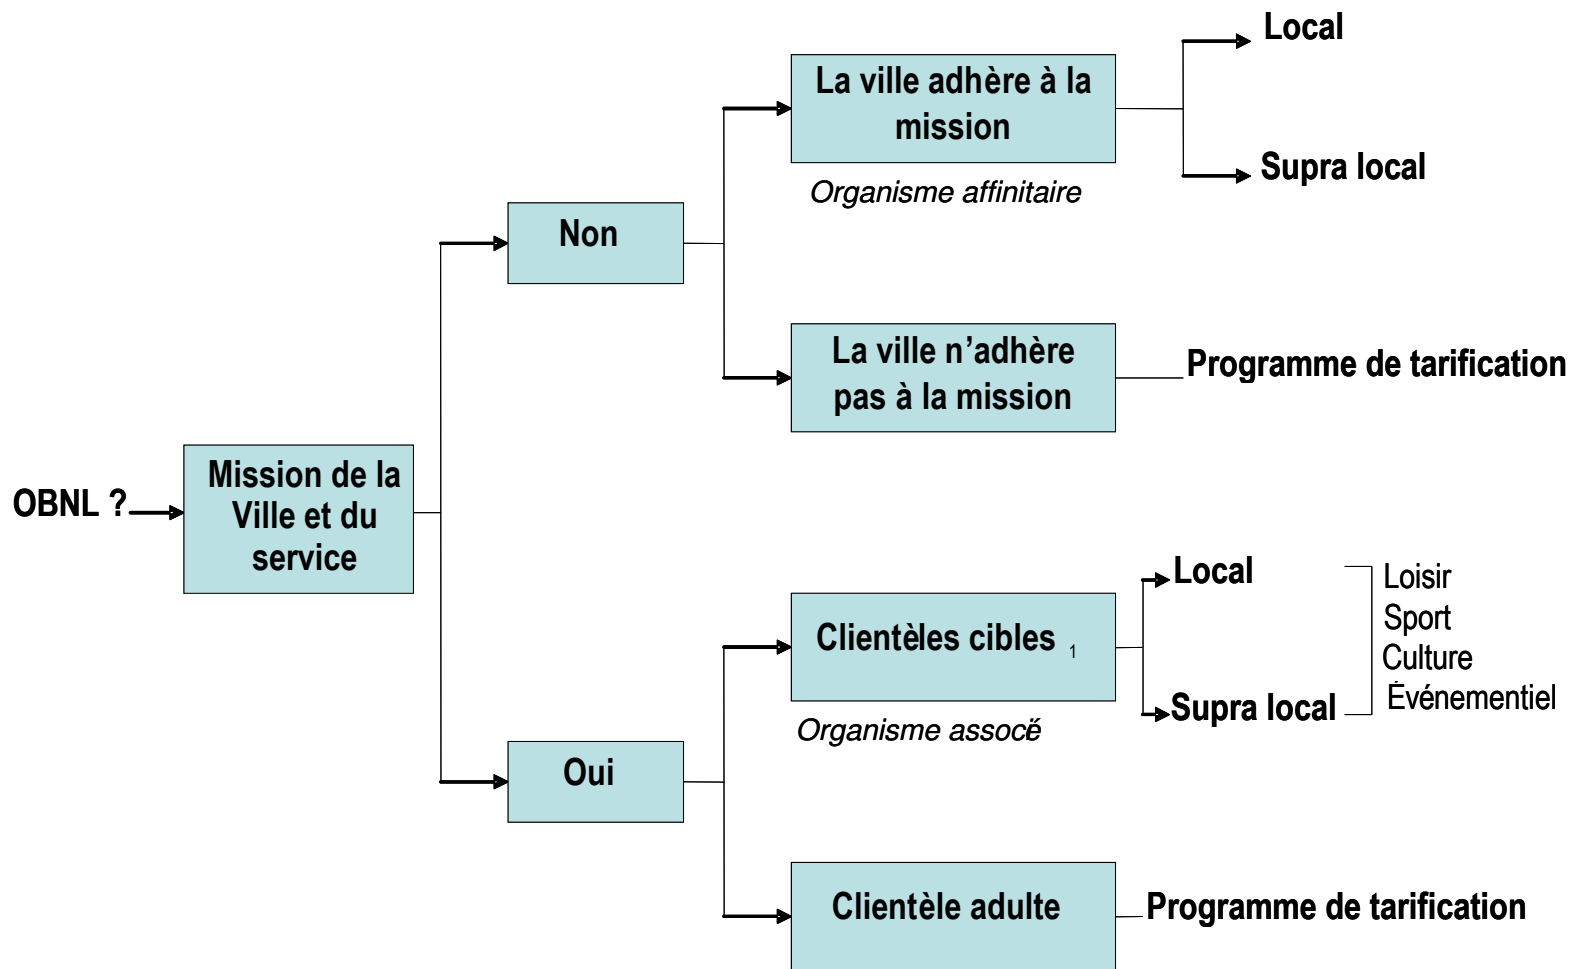 Local
La ville adhère à la
mission
Supra local
Organisme affinitaire
Non
La ville n’adhère
pas à la mission
Programme de tarification
OBNL ?
Mission de la
Ville et du
service
Local
Loisir
Sport
Culture
Événementiel
Clientèles cibles 1
Supra local
Organisme associé
Oui
Clientèle adulte
Programme de tarification